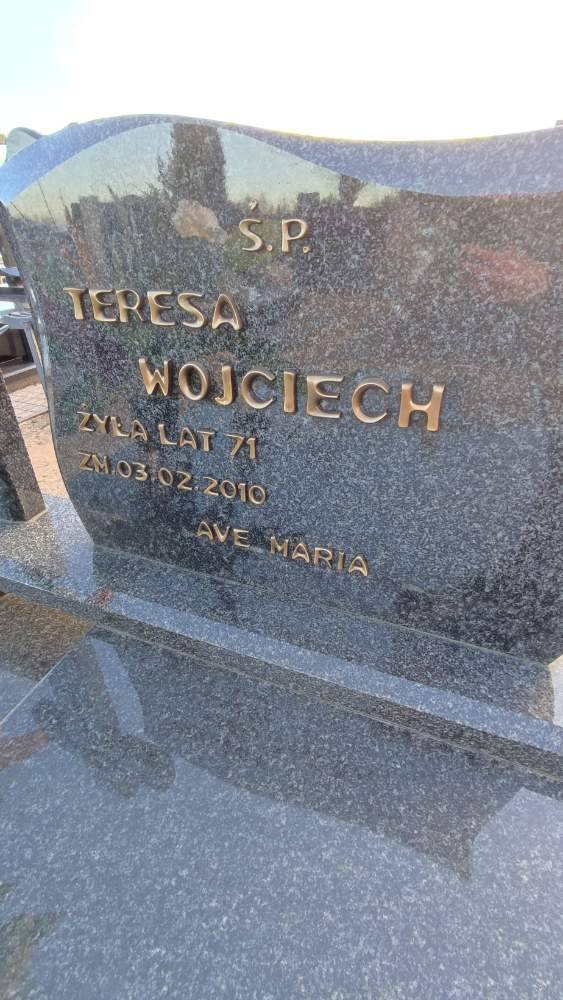 Ś.P.
TERESA
WOJCIECH
ŻYŁA LAT 71
ZM. 03.02.2010
AVE MARIA